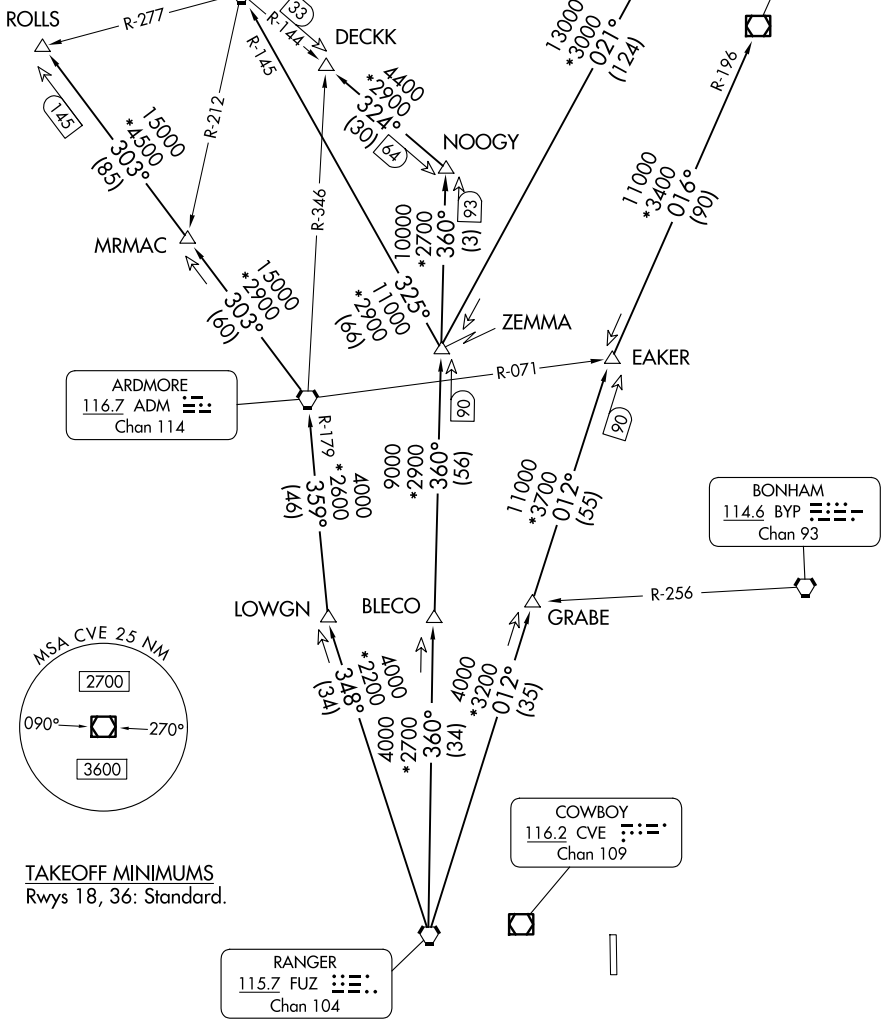 ROLLS
R-277
33
R-144
DECKK
R-145
13000
*3000
021°
(124)
R-196
145
15000
*4500
303°
(85)
R-212
4400
*2900
324°
(30)
64
NOOGY
93
R-346
10000
*2700
360°
(3)
11000
*3400
016°
(90)
MRMAC
15000
*2900
303°
(60)
325°
11000
*2900
(66)
ZEMMA
EAKER
R-071
ARDMORE
116.7 ADM
Chan 114
R-179
90
90
4000
*2600
359°
(46)
9000
*2900
360°
(56)
11000
*3700
012°
(55)
BONHAM
114.6 BYP
Chan 93
R-256
LOWGN
BLECO
GRABE
MSA CVE 25 NM
2700
090°
270°
3600
4000
*2200
348°
(34)
4000
*2700
360°
(34)
4000
*3200
012°
(35)
COWBOY
116.2 CVE
Chan 109
TAKEOFF MINIMUMS
Rwys 18, 36: Standard.
RANGER
115.7 FUZ
Chan 104